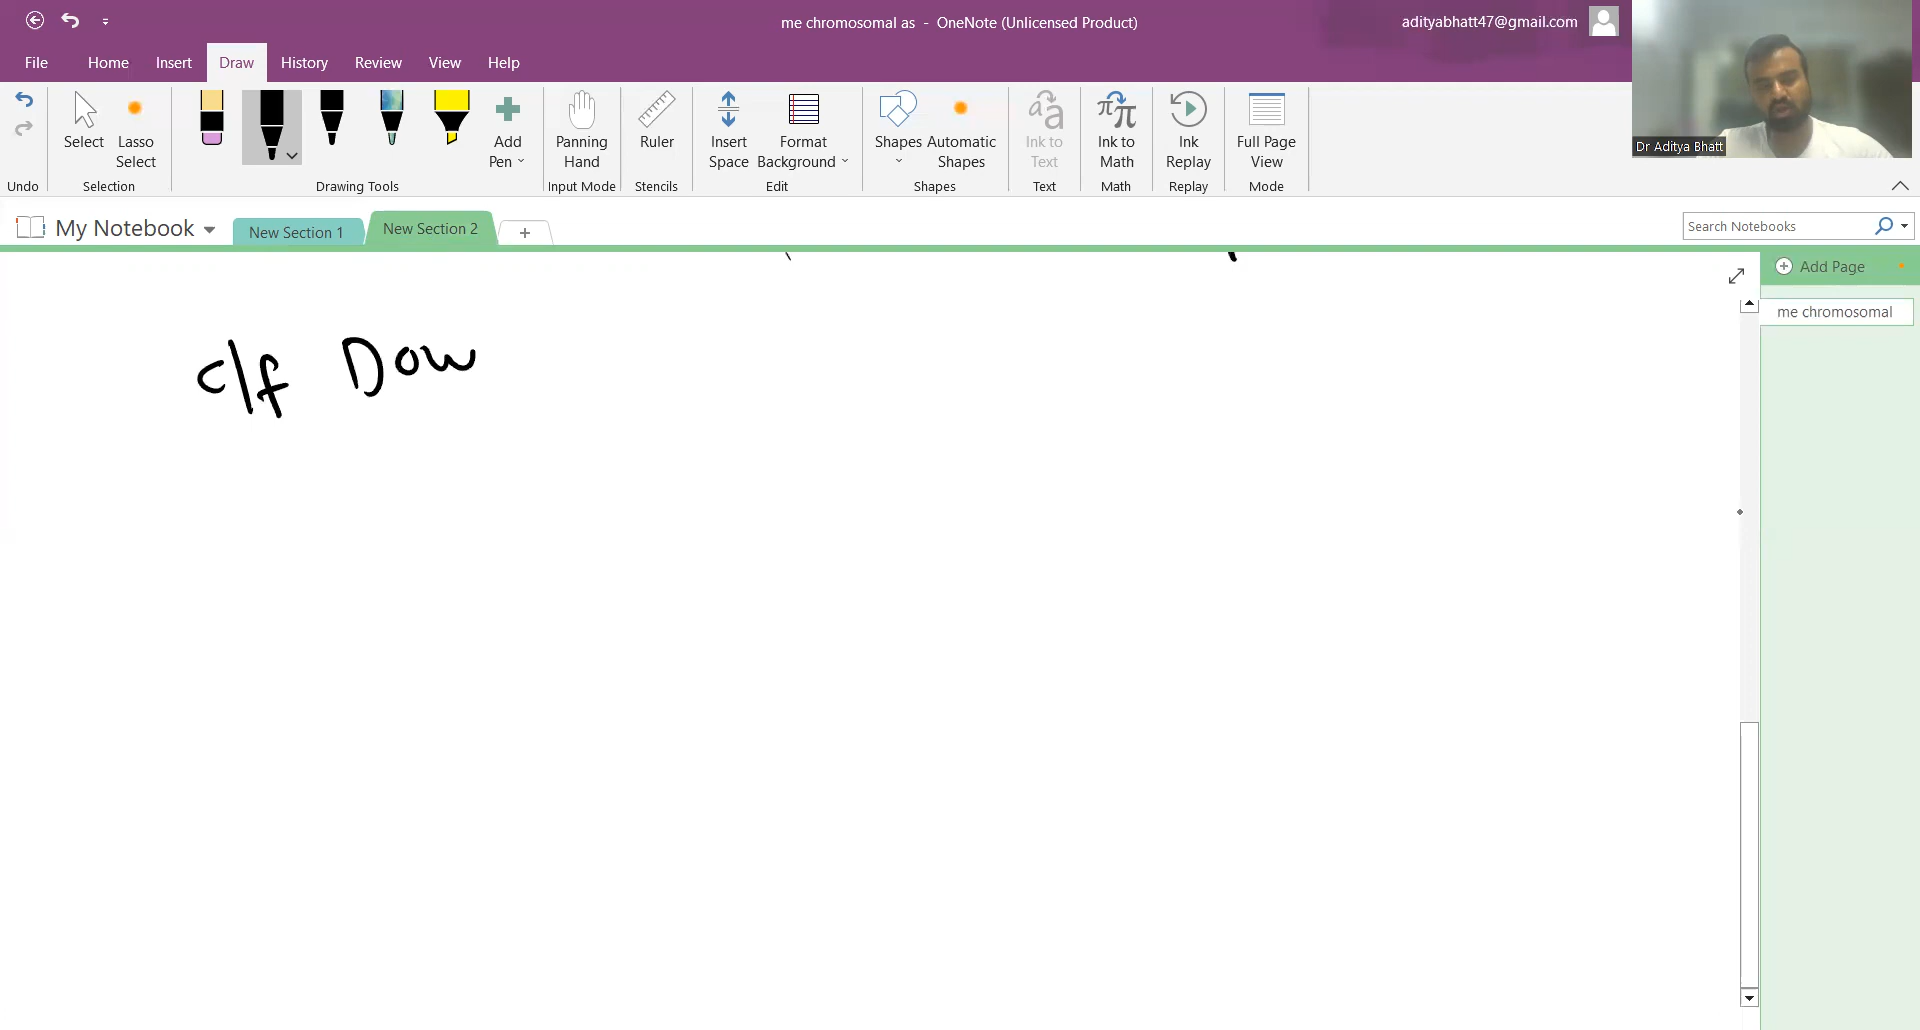 me chromosomal as - OneNote (Unlicensed Product)
adityabhatt47@gmail.com
File Home Insert Draw History Review View Help
Select
Lasso Select
Add Pen
Panning Hand
Ruler
Insert Space
Format Background
Shapes
Automatic Shapes
Ink to Text
Ink to Math
Ink Replay
Full Page View
Undo Selection Drawing Tools Input Mode Stencils Edit Shapes Text Math Replay Mode
Dr Aditya Bhatt
My Notebook New Section 1 New Section 2 +
Search Notebooks
Add Page
me chromosomal
c/f Dow